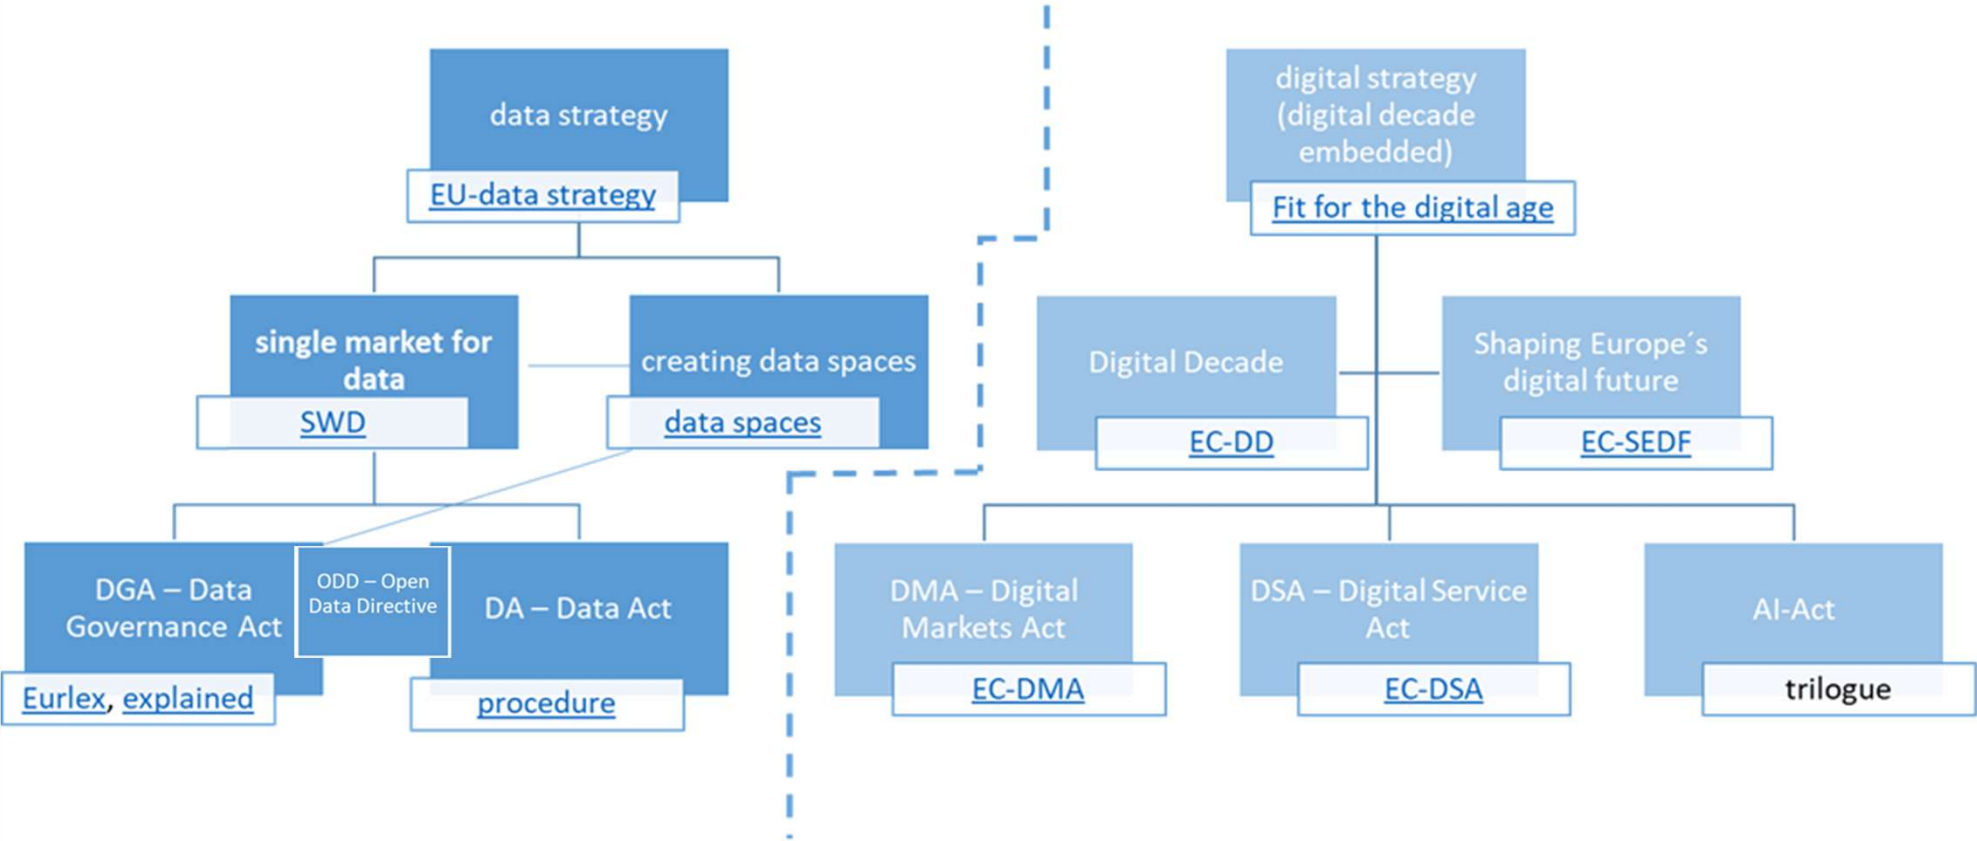 data strategy
EU-data strategy
single market for
data
SWD
creating data spaces
data spaces
DGA – Data
Governance Act
Eurlex, explained
ODD – Open
Data Directive
DA – Data Act
procedure
digital strategy
(digital decade
embedded)
Fit for the digital age
Digital Decade
EC-DD
Shaping Europe´s
digital future
EC-SEDF
DMA – Digital
Markets Act
EC-DMA
DSA – Digital Service
Act
EC-DSA
AI-Act
trilogue